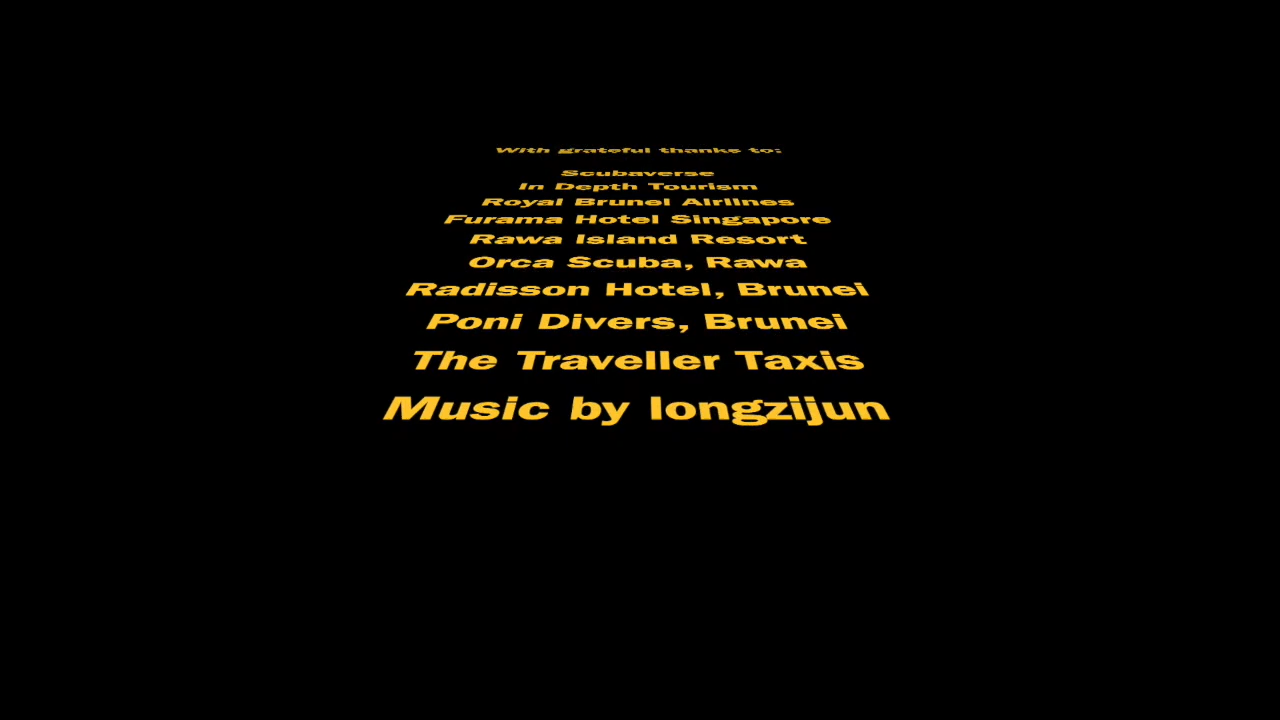 With grateful thanks to:
Scubaverse
In Depth Tourism
Royal Brunei Airlines
Furama Hotel Singapore
Rawa Island Resort
Orca Scuba, Rawa
Radisson Hotel, Brunei
Poni Divers, Brunei
The Traveller Taxis
Music by longzijun